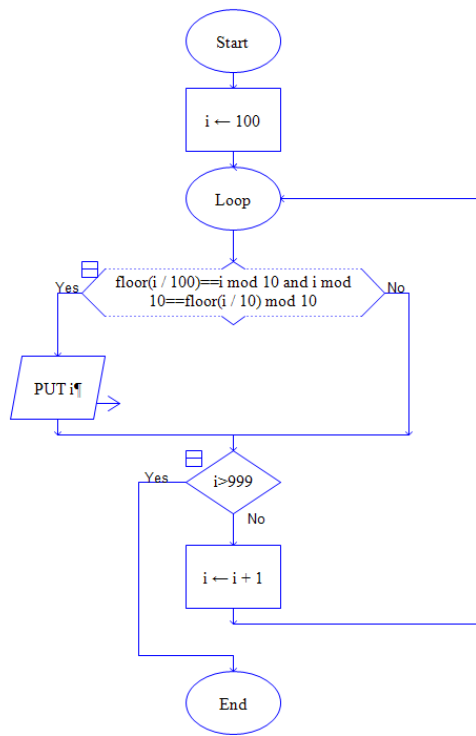 Start
i ← 100
Loop
floor(i / 100)==i mod 10 and i mod
10==floor(i / 10) mod 10
Yes
No
PUT i¶
i>999
Yes
No
i ← i + 1
End